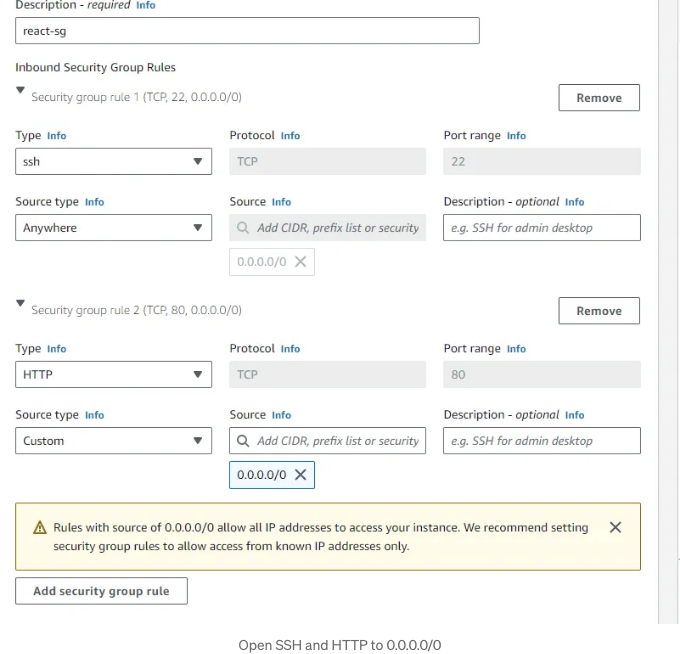 Description - required Info
react-sg
Inbound Security Group Rules
Security group rule 1 (TCP, 22, 0.0.0.0/0)
Remove
Type Info
Protocol Info
Port range Info
ssh
TCP
22
Source type Info
Source Info
Description - optional Info
Anywhere
Add CIDR, prefix list or security
e.g. SSH for admin desktop
0.0.0.0/0
Security group rule 2 (TCP, 80, 0.0.0.0/0)
Remove
Type Info
Protocol Info
Port range Info
HTTP
TCP
80
Source type Info
Source Info
Description - optional Info
Custom
Add CIDR, prefix list or security
e.g. SSH for admin desktop
0.0.0.0/0
Rules with source of 0.0.0.0/0 allow all IP addresses to access your instance. We recommend setting
security group rules to allow access from known IP addresses only.
Add security group rule
Open SSH and HTTP to 0.0.0.0/0